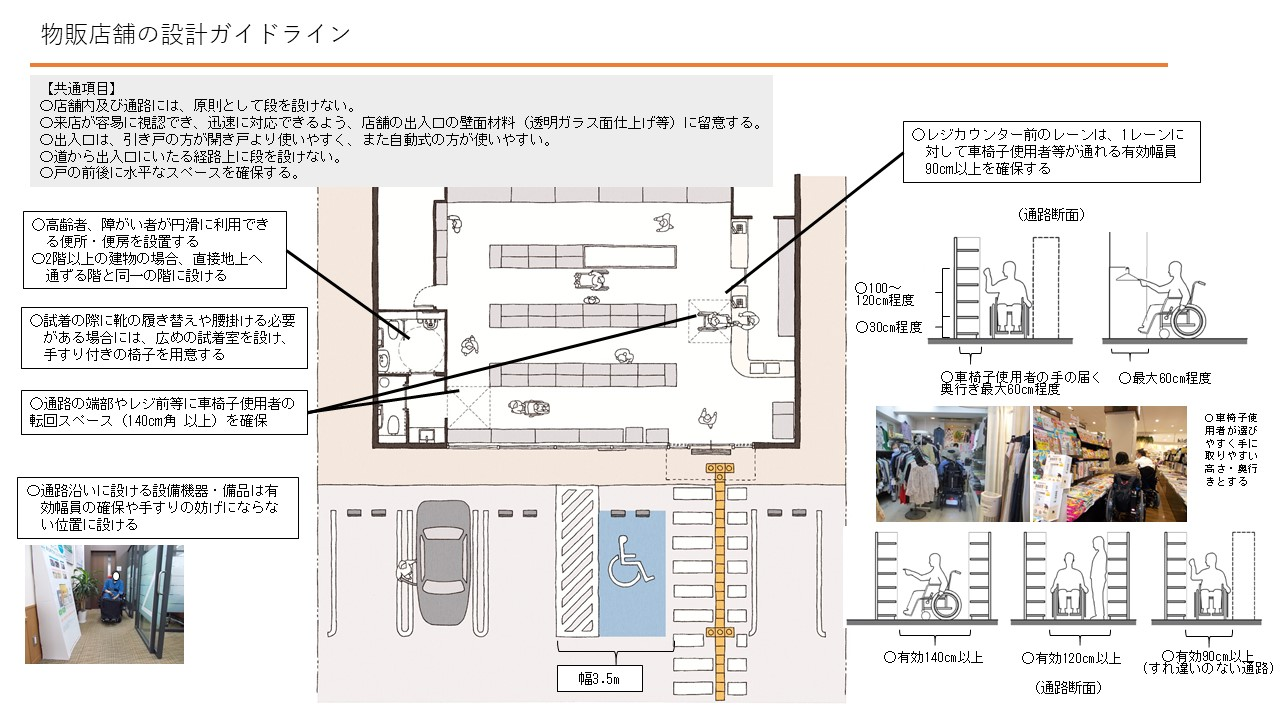 物販店舗の設計ガイドライン
【共通項目】
〇店舗内及び通路には、原則として段を設けない。
〇来店が容易に視認でき、迅速に対応できるよう、店舗の出入口の壁面材料（透明ガラス面仕上げ等）に留意する。
〇出入口は、引き戸の方が開き戸より使いやすく、また自動式の方が使いやすい。
〇道から出入口にいたる経路上に段を設けない。
〇戸の前後に水平なスペースを確保する。
〇レジカウンター前のレーンは、1レーンに
対して車椅子使用者等が通れる有効幅員
90cm以上を確保する
〇高齢者、障がい者が円滑に利用でき
る便所・便房を設置する
〇2階以上の建物の場合、直接地上へ
通ずる階と同一の階に設ける
〇試着の際に靴の履き替えや腰掛ける必要
がある場合には、広めの試着室を設け、
手すり付きの椅子を用意する
〇通路の端部やレジ前等に車椅子使用者の
転回スペース（140cm角 以上）を確保
〇通路沿いに設ける設備機器・備品は有
効幅員の確保や手すりの妨げにならな
い位置に設ける
幅3.5m
（通路断面）
〇100～
120cm程度
〇30cm程度
〇車椅子使用者の手の届く
奥行き最大60cm程度
〇最大60cm程度
〇車椅子使
用者が選び
やすく手に
取りやすい
高さ・奥行
きとする
〇有効140cm以上
〇有効120cm以上
〇有効90cm以上
（すれ違いのない通路）
（通路断面）